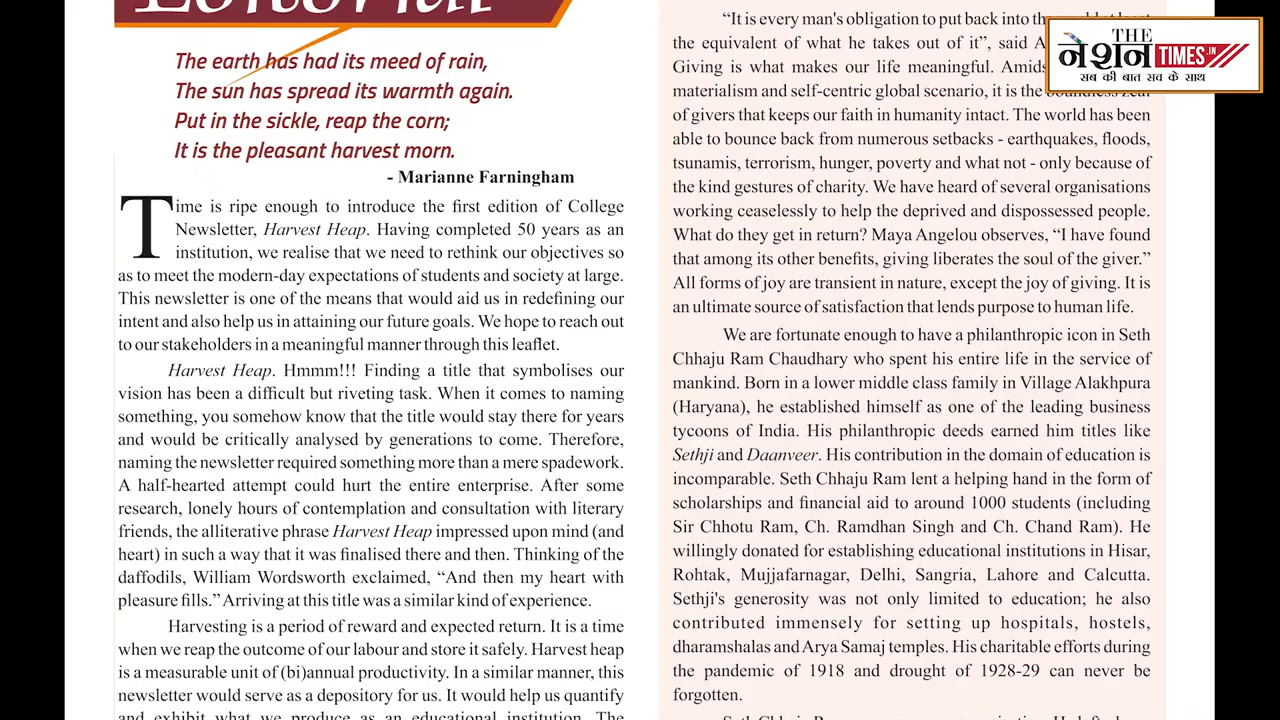 Editorial
The earth has had its meed of rain,
The sun has spread its warmth again.
Put in the sickle, reap the corn;
It is the pleasant harvest morn.
- Marianne Farningham
Time is ripe enough to introduce the first edition of College
Newsletter, Harvest Heap. Having completed 50 years as an
institution, we realise that we need to rethink our objectives so
as to meet the modern-day expectations of students and society at large.
This newsletter is one of the means that would aid us in redefining our
intent and also help us in attaining our future goals. We hope to reach out
to our stakeholders in a meaningful manner through this leaflet.
Harvest Heap. Hmmm!!! Finding a title that symbolises our
vision has been a difficult but riveting task. When it comes to naming
something, you somehow know that the title would stay there for years
and would be critically analysed by generations to come. Therefore,
naming the newsletter required something more than a mere spadework.
A half-hearted attempt could hurt the entire enterprise. After some
research, lonely hours of contemplation and consultation with literary
friends, the alliterative phrase Harvest Heap impressed upon mind (and
heart) in such a way that it was finalised there and then. Thinking of the
daffodils, William Wordsworth exclaimed, “And then my heart with
pleasure fills.” Arriving at this title was a similar kind of experience.
Harvesting is a period of reward and expected return. It is a time
when we reap the outcome of our labour and store it safely. Harvest heap
is a measurable unit of (bi)annual productivity. In a similar manner, this
newsletter would serve as a depository for us. It would help us quantify
and exhibit what we produce as an educational institution. The
“It is every man's obligation to put back into the
the equivalent of what he takes out of it”, said
Giving is what makes our life meaningful. Amids
materialism and self-centric global scenario, it is the
of givers that keeps our faith in humanity intact. The world has been
able to bounce back from numerous setbacks - earthquakes, floods,
tsunamis, terrorism, hunger, poverty and what not - only because of
the kind gestures of charity. We have heard of several organisations
working ceaselessly to help the deprived and dispossessed people.
What do they get in return? Maya Angelou observes, “I have found
that among its other benefits, giving liberates the soul of the giver.”
All forms of joy are transient in nature, except the joy of giving. It is
an ultimate source of satisfaction that lends purpose to human life.
We are fortunate enough to have a philanthropic icon in Seth
Chhaju Ram Chaudhary who spent his entire life in the service of
mankind. Born in a lower middle class family in Village Alakhpura
(Haryana), he established himself as one of the leading business
tycoons of India. His philanthropic deeds earned him titles like
Sethji and Daanveer. His contribution in the domain of education is
incomparable. Seth Chhaju Ram lent a helping hand in the form of
scholarships and financial aid to around 1000 students (including
Sir Chhotu Ram, Ch. Ramdhan Singh and Ch. Chand Ram). He
willingly donated for establishing educational institutions in Hisar,
Rohtak, Mujjafarnagar, Delhi, Sangria, Lahore and Calcutta.
Sethji's generosity was not only limited to education; he also
contributed immensely for setting up hospitals, hostels,
dharamshalas and Arya Samaj temples. His charitable efforts during
the pandemic of 1918 and drought of 1928-29 can never be
forgotten.
THE
नेशन TIMES.IN
सब की बात सच के साथ